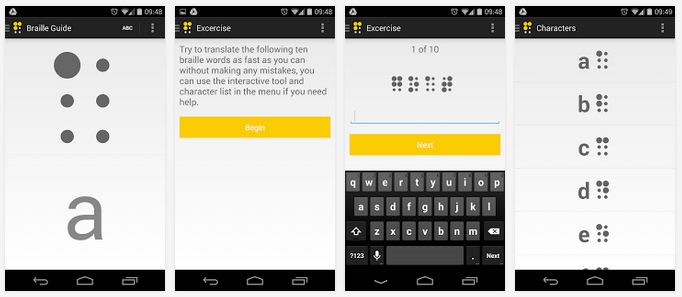 09:48
Braille Guide
ABC
a
09:48
Excercise
Try to translate the following ten
braille words as fast as you can
without making any mistakes, you
can use the interactive tool and
character list in the menu if you need
help.
Begin
09:48
Excercise
1 of 10
Next
q w e r t y u i o p
a s d f g h j k l
z x c v b n m
?123 . Next
09:49
Characters
a
b
c
d
e